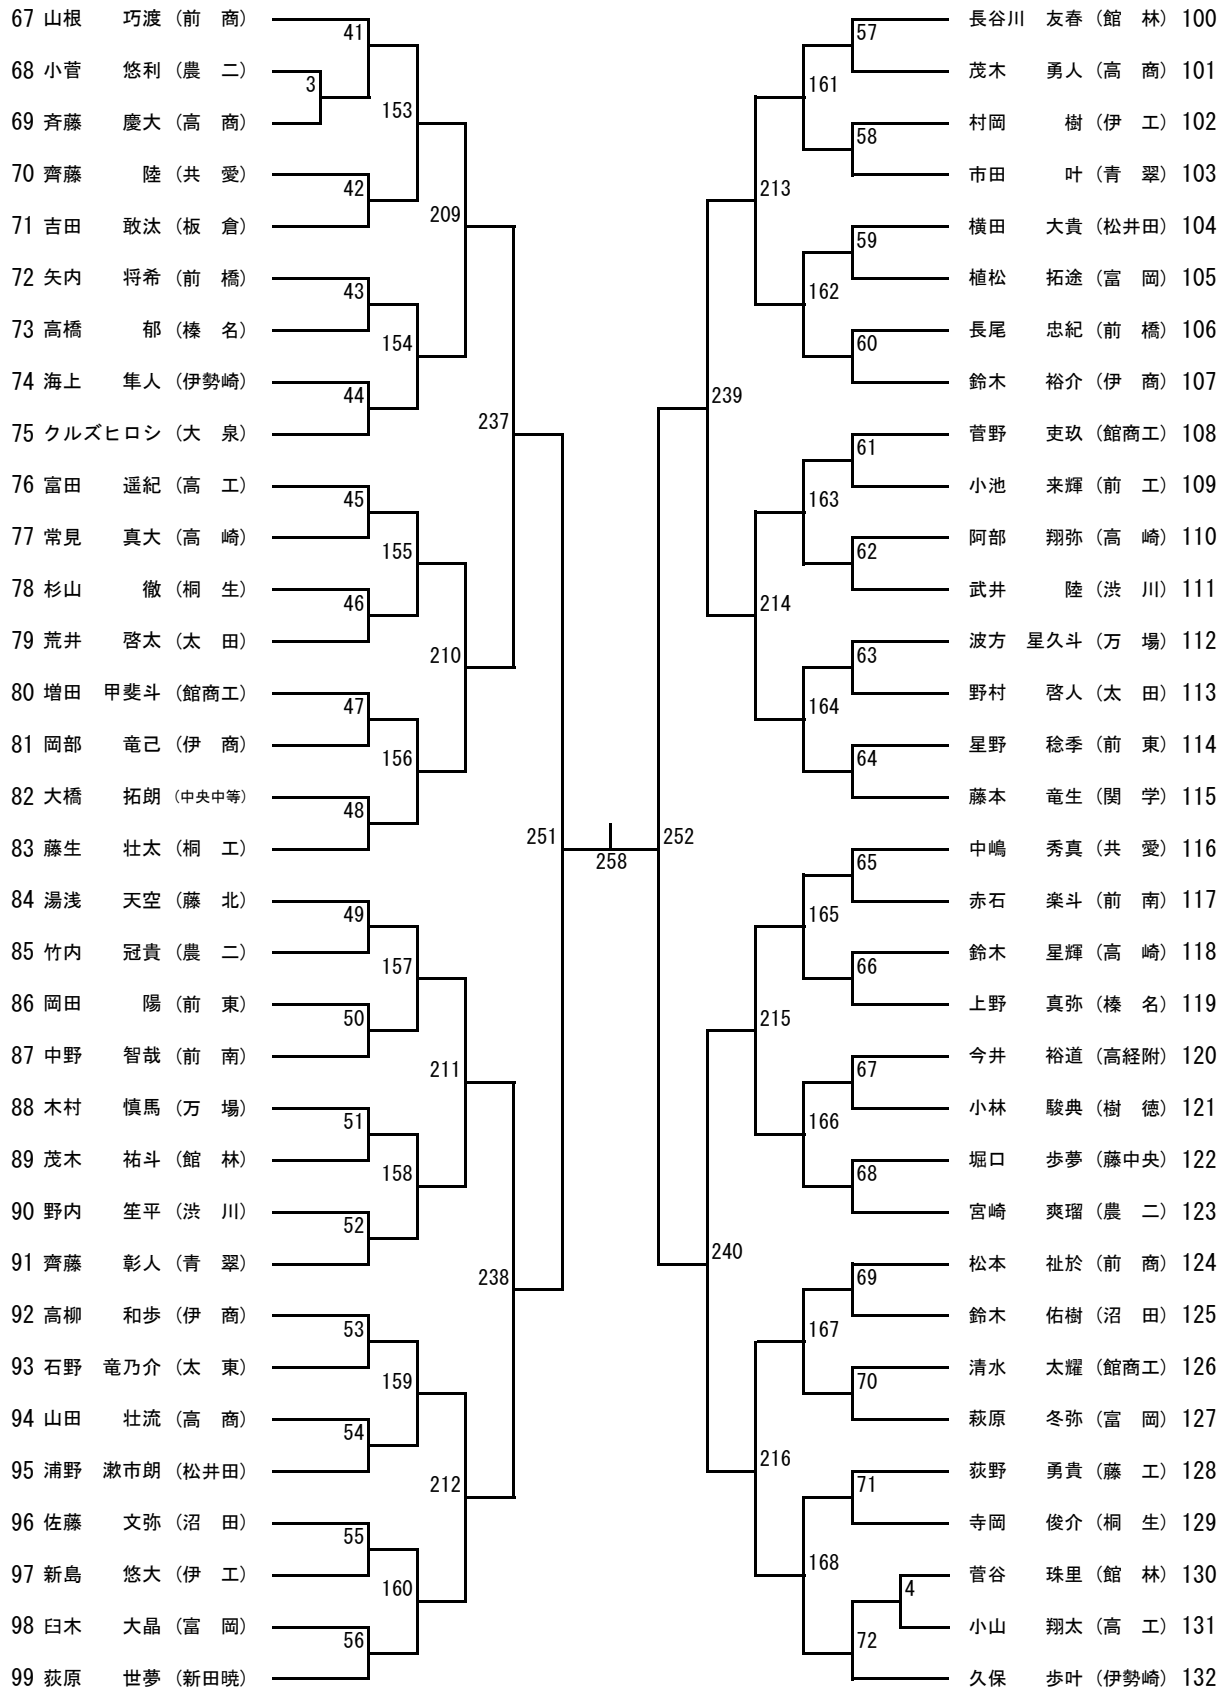 67 山根 巧渡 (前 商)
68 小菅 悠利 (農 二)
69 斉藤 慶大 (高 商)
70 齊藤 陸 (共 愛)
71 吉田 敢汰 (板 倉)
72 矢内 将希 (前 橋)
73 高橋 郁 (榛 名)
74 海上 隼人 (伊勢崎)
75 クルズヒロシ (大 泉)
76 富田 遥紀 (高 工)
77 常見 真大 (高 崎)
78 杉山 徹 (桐 生)
79 荒井 啓太 (太 田)
80 増田 甲斐斗 (館商工)
81 岡部 竜己 (伊 商)
82 大橋 拓朗 (中央中等)
83 藤生 壮太 (桐 工)
84 湯浅 天空 (藤 北)
85 竹内 冠貴 (農 二)
86 岡田 陽 (前 東)
87 中野 智哉 (前 南)
88 木村 慎馬 (万 場)
89 茂木 祐斗 (館 林)
90 野内 笙平 (渋 川)
91 齊藤 彰人 (青 翠)
92 高柳 和歩 (伊 商)
93 石野 竜乃介 (太 東)
94 山田 壮流 (高 商)
95 浦野 漱市朗 (松井田)
96 佐藤 文弥 (沼 田)
97 新島 悠大 (伊 工)
98 臼木 大晶 (富 岡)
99 荻原 世夢 (新田暁)
41
3
153
42
209
43
154
44
237
45
155
46
210
47
156
48
251
49
157
50
211
51
158
52
238
53
159
54
212
55
160
56
258
57
161
58
213
59
162
60
239
61
163
62
214
63
164
64
252
65
165
66
215
67
166
68
240
69
167
70
216
71
168
4
72
長谷川 友春 (館 林) 100
茂木 勇人 (高 商) 101
村岡 樹 (伊 工) 102
市田 叶 (青 翠) 103
横田 大貴 (松井田) 104
植松 拓途 (富 岡) 105
長尾 忠紀 (前 橋) 106
鈴木 裕介 (伊 商) 107
菅野 吏玖 (館商工) 108
小池 来輝 (前 工) 109
阿部 翔弥 (高 崎) 110
武井 陸 (渋 川) 111
波方 星久斗 (万 場) 112
野村 啓人 (太 田) 113
星野 稔季 (前 東) 114
藤本 竜生 (関 学) 115
中嶋 秀真 (共 愛) 116
赤石 楽斗 (前 南) 117
鈴木 星輝 (高 崎) 118
上野 真弥 (榛 名) 119
今井 裕道 (高経附) 120
小林 駿典 (樹 徳) 121
堀口 歩夢 (藤中央) 122
宮崎 爽瑠 (農 二) 123
松本 祉於 (前 商) 124
鈴木 佑樹 (沼 田) 125
清水 太耀 (館商工) 126
萩原 冬弥 (富 岡) 127
荻野 勇貴 (藤 工) 128
寺岡 俊介 (桐 生) 129
菅谷 珠里 (館 林) 130
小山 翔太 (高 工) 131
久保 歩叶 (伊勢崎) 132